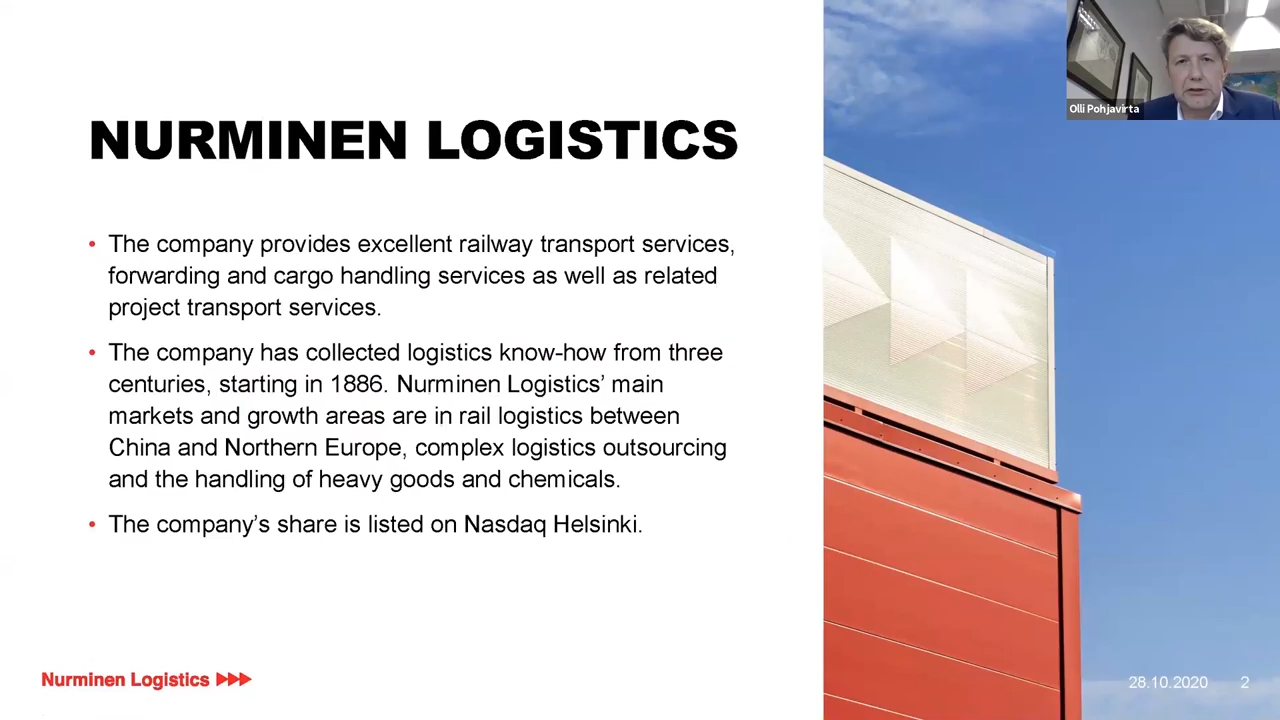 Olli Pohjavirta
NURMINEN LOGISTICS
• The company provides excellent railway transport services,
forwarding and cargo handling services as well as related
project transport services.
• The company has collected logistics know-how from three
centuries, starting in 1886. Nurminen Logistics’ main
markets and growth areas are in rail logistics between
China and Northern Europe, complex logistics outsourcing
and the handling of heavy goods and chemicals.
• The company’s share is listed on Nasdaq Helsinki.
Nurminen Logistics
28.10.2020 2